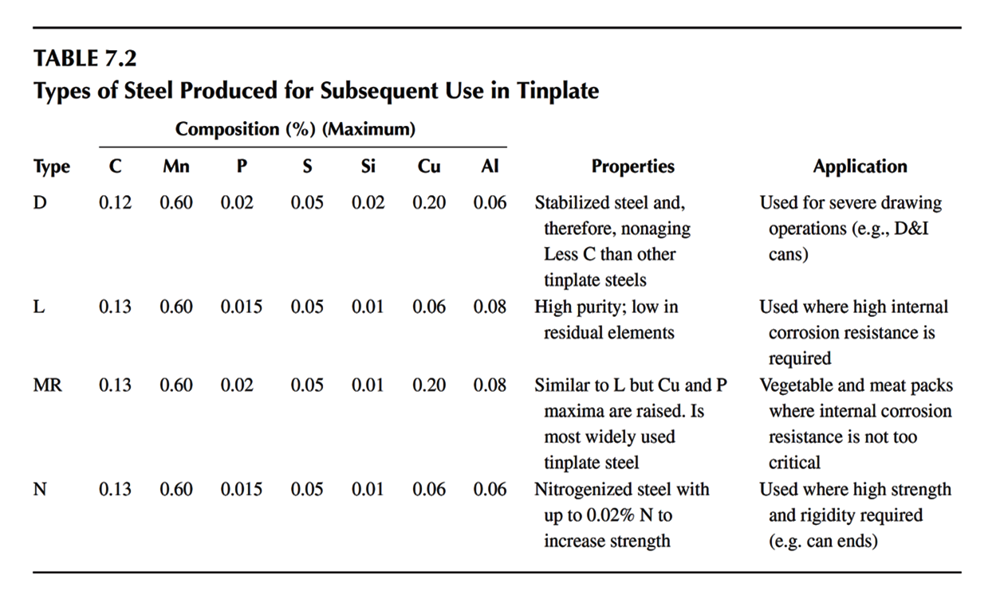 TABLE 7.2
Types of Steel Produced for Subsequent Use in Tinplate
Composition (%) (Maximum)
Type C Mn P S Si Cu Al Properties Application
D 0.12 0.60 0.02 0.05 0.02 0.20 0.06 Stabilized steel and, Used for severe drawing
therefore, nonaging operations (e.g., D&I
Less C than other cans)
tinplate steels
L 0.13 0.60 0.015 0.05 0.01 0.06 0.08 High purity; low in Used where high internal
residual elements corrosion resistance is
required
MR 0.13 0.60 0.02 0.05 0.01 0.20 0.08 Similar to L but Cu and P Vegetable and meat packs
maxima are raised. Is where internal corrosion
most widely used resistance is not too
tinplate steel critical
N 0.13 0.60 0.015 0.05 0.01 0.06 0.06 Nitrogenized steel with Used where high strength
up to 0.02% N to and rigidity required
increase strength (e.g. can ends)